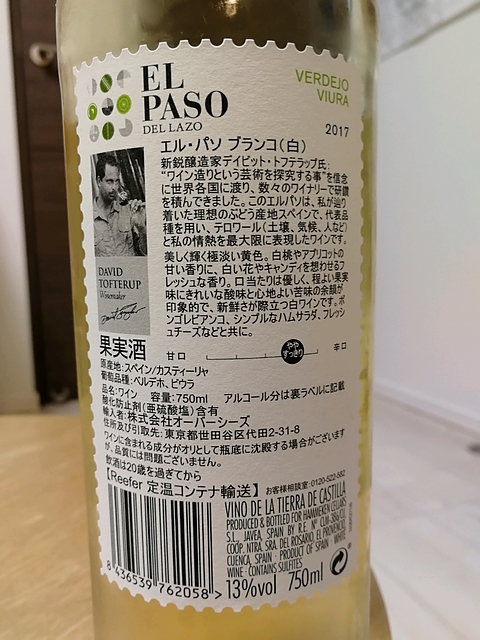 EL
PASO
DEL LAZO
VERDEJO
VIURA
2017
エル・パソ ブランコ(白)
新鋭醸造家デイビット・トフテラップ氏:
"ワイン造りという芸術を探究する事"を信念
に世界各国に渡り、数々のワイナリーで研鑽
を積んできました。このエルパソは、私が辿り
着いた理想のぶどう産地スペインで、代表品
種を用い、テロワール(土壌、気候、人など)
と私の情熱を最大限に表現したワインです。
美しく輝く極淡い黄色。白桃やアプリコットの
甘い香りに、白い花やキャンディを想わせるフ
レッシュな香り。口当たりは優しく、程よい果実
味にきれいな酸味と心地よい苦味の余韻が
印象的で、新鮮さが際立つ白ワインです。ボ
ンゴレビアンコ、シンプルなハムサラダ、フレッシ
ュチーズなどと共に。
DAVID
TOFTERUP
Winemaker
果実酒
甘口
やや
すっきり
辛口
原産地:スペイン/カスティーリャ
葡萄品種:ベルデホ、ビウラ
品名:ワイン 容量:750ml アルコール分は裏ラベルに記載
酸化防止剤(亜硫酸塩)含有
輸入者:株式会社オーバーシーズ
住所及び引取先:東京都世田谷区代田2-31-8
ワインに含まれる成分がオリとして瓶底に沈殿する場合がございます
が、品質には問題ございません。
飲酒は20歳を過ぎてから
お客様相談室:0120-522-582
【Reefer 定温コンテナ輸送】
VINO DE LA TIERRA DE CASTILLA
PRODUCED & BOTTLED FOR HAMMEKEN CELLARS
S.L., JAVEA, SPAIN BY R.E. Nº CLM-386/CU
COÓP. NTRA. SRA. DEL ROSARIO, EL PROVENCIO,
CUENCA, SPAIN · PRODUCT OF SPAIN · WHITE
WINE · CONTAINS SULFITES
13%vol 750ml
8 436539 762058 >